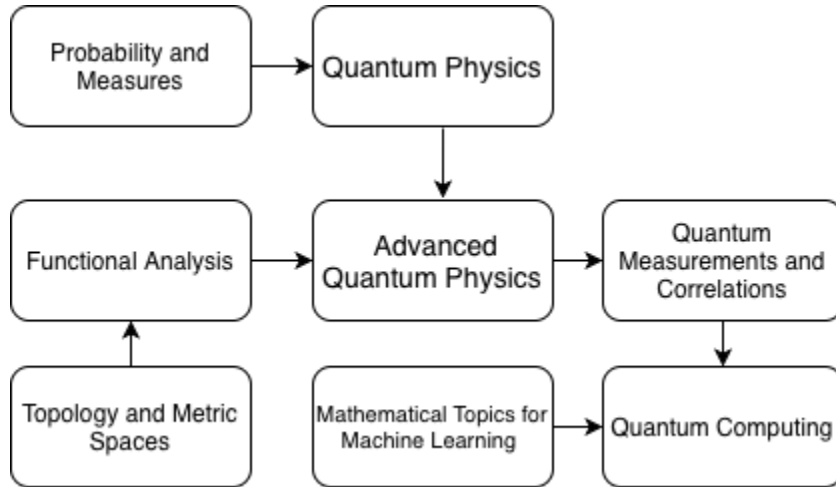 Probability and
Measures
Quantum Physics
Functional Analysis
Advanced
Quantum Physics
Quantum
Measurements and
Correlations
Topology and Metric
Spaces
Mathematical Topics for
Machine Learning
Quantum Computing